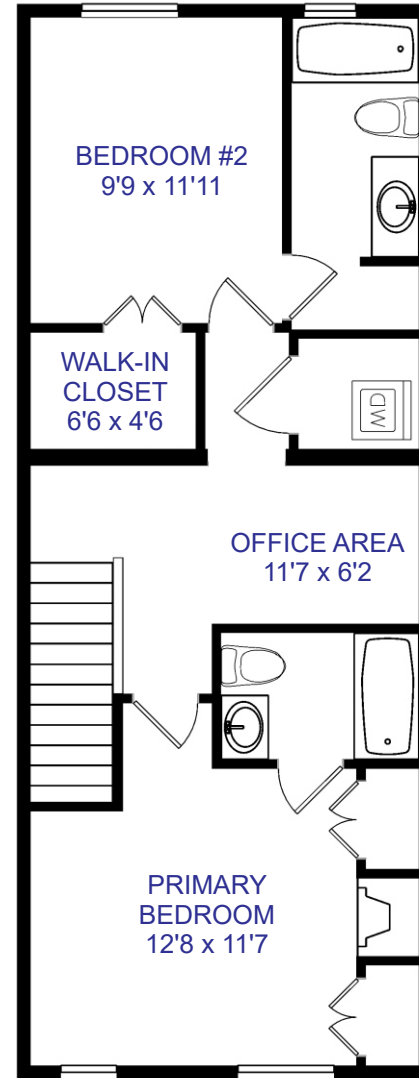 BEDROOM #2
9'9 x 11'11
WALK-IN
CLOSET
6'6 x 4'6
DW
OFFICE AREA
11'7 x 6'2
PRIMARY
BEDROOM
12'8 x 11'7